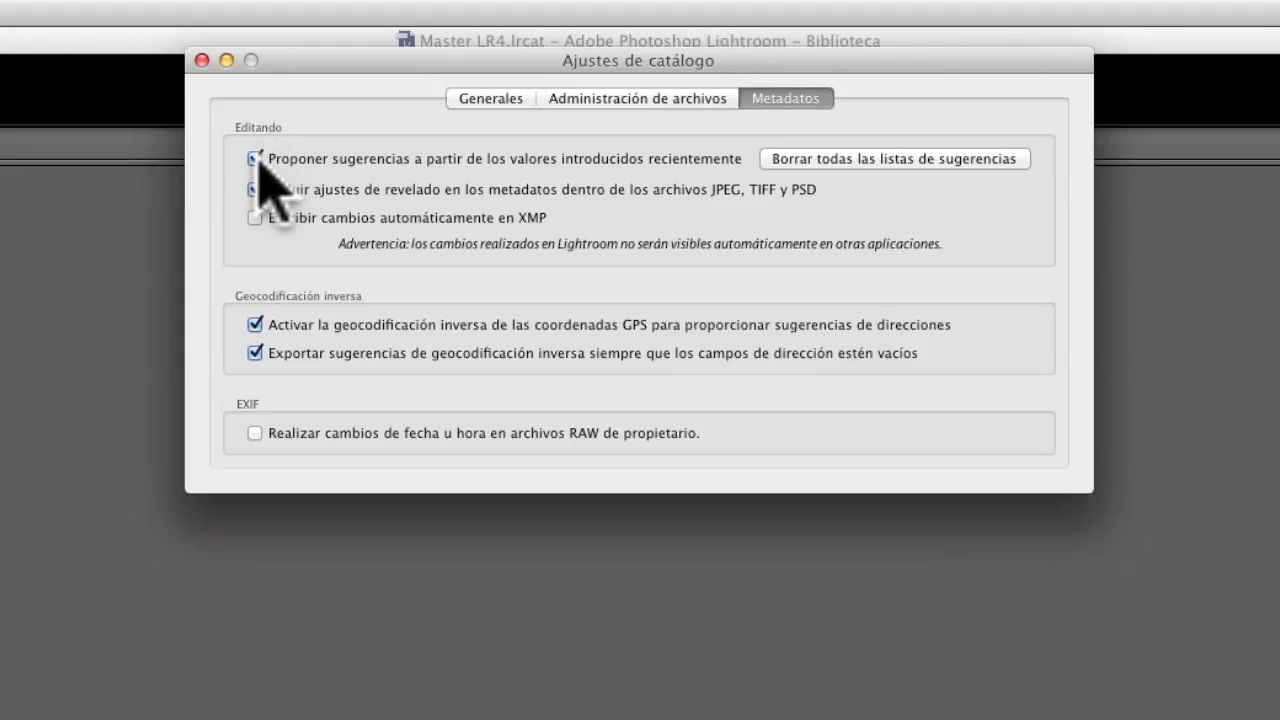 Master LR4.lrcat – Adobe Photoshop Lightroom – Biblioteca
Ajustes de catálogo
Generales Administración de archivos Metadatos
Editando
Proponer sugerencias a partir de los valores introducidos recientemente Borrar todas las listas de sugerencias
ajustes de revelado en los metadatos dentro de los archivos JPEG, TIFF y PSD
cambios automáticamente en XMP
Advertencia: los cambios realizados en Lightroom no serán visibles automáticamente en otras aplicaciones.
Geocodificación inversa
Activar la geocodificación inversa de las coordenadas GPS para proporcionar sugerencias de direcciones
Exportar sugerencias de geocodificación inversa siempre que los campos de dirección estén vacíos
EXIF
Realizar cambios de fecha u hora en archivos RAW de propietario.